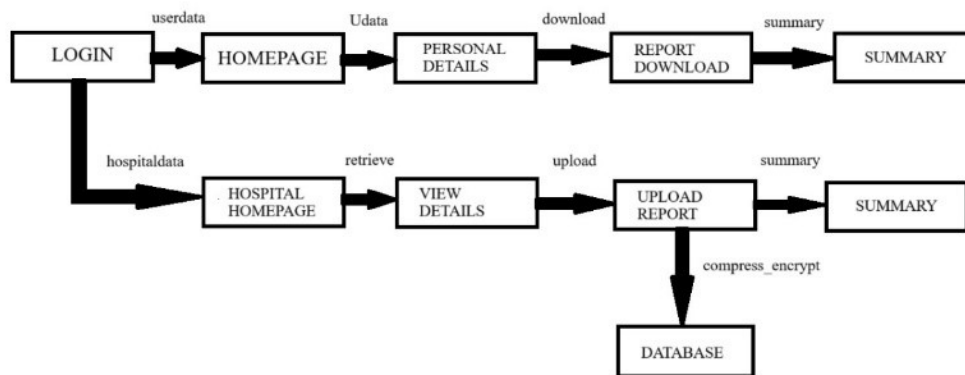 userdata
Udata
download
summary
LOGIN
HOMEPAGE
PERSONAL
DETAILS
REPORT
DOWNLOAD
SUMMARY
hospitaldata
retrieve
upload
summary
HOSPITAL
HOMEPAGE
VIEW
DETAILS
UPLOAD
REPORT
SUMMARY
compress_encrypt
DATABASE